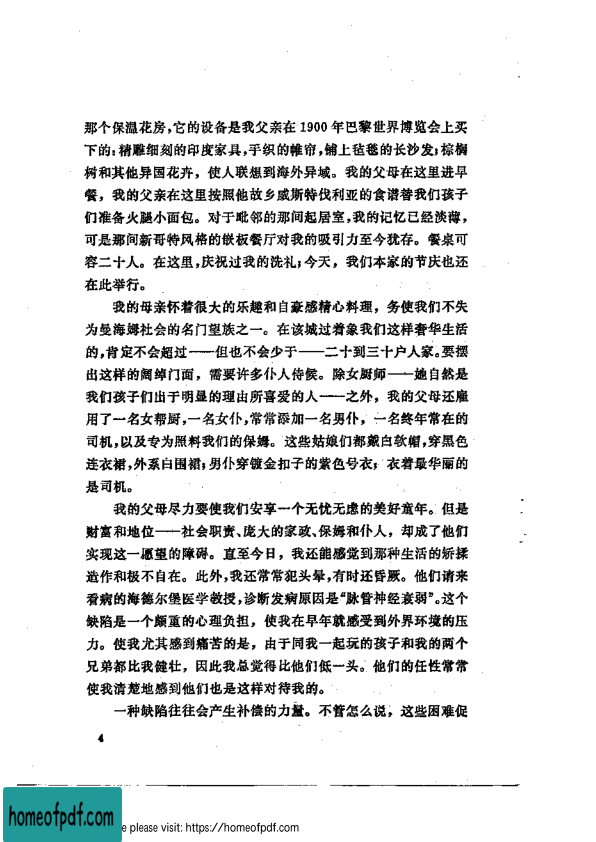 那个保温花房，它的设备是我父亲在 1900 年巴黎世界博览会上买
下的：精雕细刻的印度家具，手织的帷帘，铺上毡毯的长沙发；棕榈
树和其他异国花卉，使人联想到海外异域。我的父母在这里进早
餐，我的父亲在这里按照他故乡威斯特伐利亚的食谱替我们孩子
们准备火腿小面包。对于毗邻的那间起居室，我的记忆已经淡薄，
可是那间新哥特风格的嵌板餐厅对我的吸引力至今犹存。餐桌可
容二十人。在这里，庆祝过我的洗礼；今天，我们本家的节庆也还
在此举行。
我的母亲怀着很大的乐趣和自豪感精心料理，务使我们不失
为曼海姆社会的名门望族之一。在该城过着象我们这样奢华生活
的，肯定不会超过——但也不会少于——二十到三十户人家。要摆
出这样的阔绰门面，需要许多仆人侍候。除女厨师——她自然是
我们孩子们出于明显的理由所喜爱的人——之外，我的父母还雇
用了一名女帮厨，一名女仆，常常添加一名男仆，一名终年常在的
司机，以及专为照料我们的保姆。这些姑娘们都戴白软帽，穿黑色
连衣裙，外系白围裙；男仆穿镀金扣子的紫色号衣；衣着最华丽的
是司机。
我的父母尽力要使我们安享一个无忧无虑的美好童年。但是
财富和地位——社会职责、庞大的家政、保姆和仆人，却成了他们
实现这一愿望的障碍。直至今日，我还能感觉到那种生活的矫揉
造作和极不自在。此外，我还常常犯头晕，有时还昏厥。他们请来
看病的海德尔堡医学教授，诊断发病原因是“脉管神经衰弱”。这个
缺陷是一个颇重的心理负担，使我在早年就感受到外界环境的压
力。使我尤其感到痛苦的是，由于同我一起玩的孩子和我的两个
兄弟都比我健壮，因此我总觉得比他们低一头。他们的任性常常
使我清楚地感到他们也是这样对待我的。
一种缺陷往往会产生补偿的力量。不管怎么说，这些困难促
4
homeofpdf.com
e please visit: https://homeofpdf.com